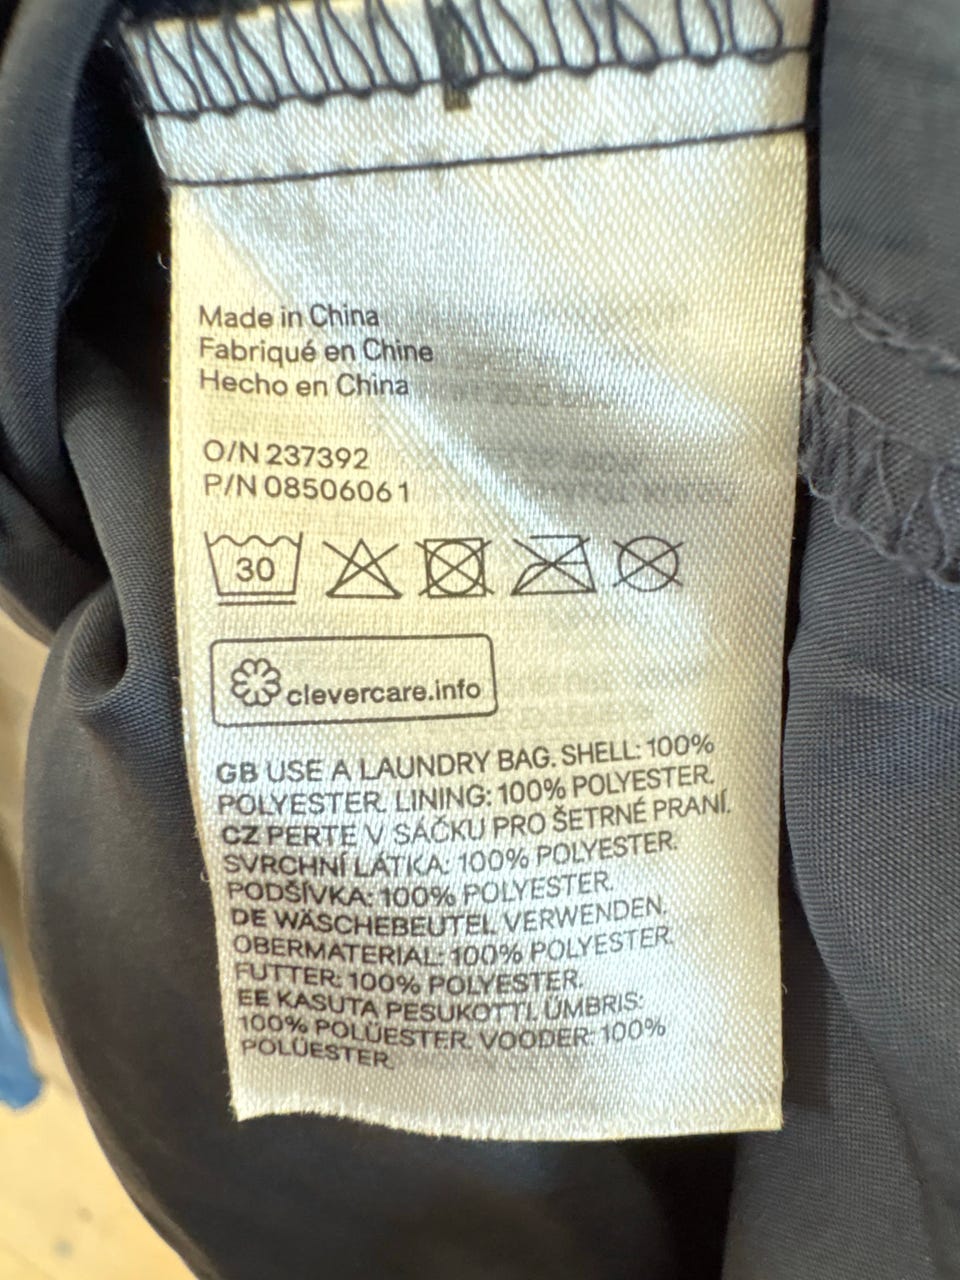 Made in China
Fabriqué en Chine
Hecho en China
O/N 237392
P/N 08506061
30
clevercare.info
GB USE A LAUNDRY BAG. SHELL: 100%
POLYESTER. LINING: 100% POLYESTER.
CZ PERTE V SÁČKU PRO ŠETRNÉ PRANÍ.
SVRCHNÍ LÁTKA: 100% POLYESTER.
PODŠÍVKA: 100% POLYESTER.
DE WÄSCHEBEUTEL VERWENDEN.
OBERMATERIAL: 100% POLYESTER.
FUTTER: 100% POLYESTER.
EE KASUTA PESUKOTTI. ÜMBRIS:
100% POLÜESTER. VOODER: 100%
POLÜESTER.